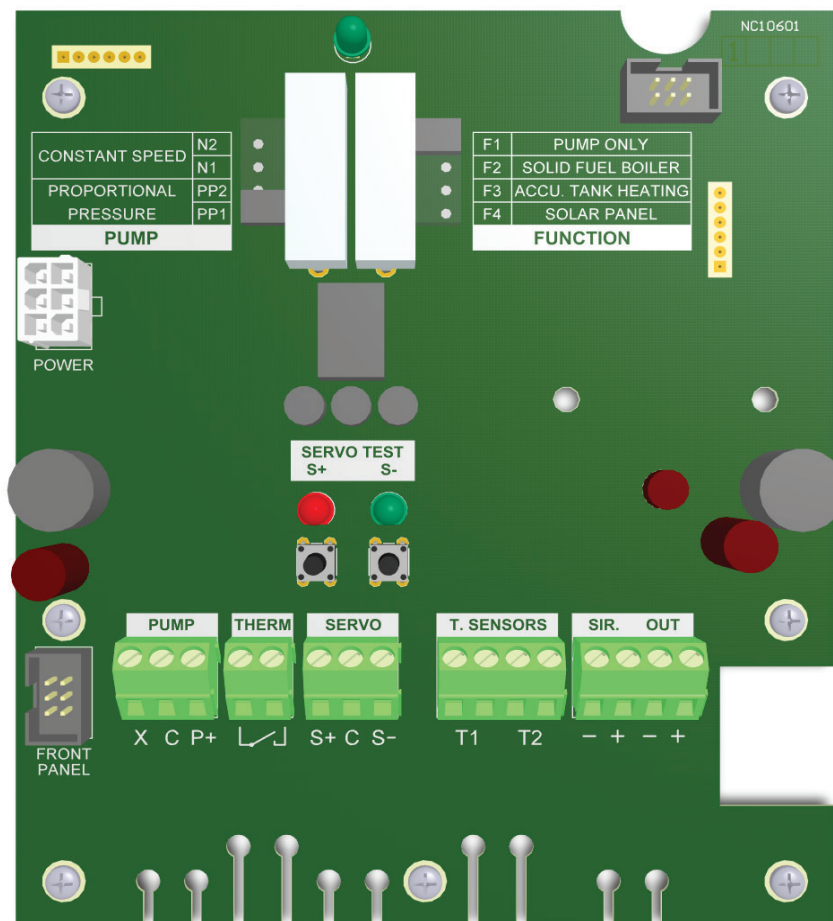 NC10601
1
CONSTANT SPEED N2
N1
PROPORTIONAL PP2
PRESSURE PP1
PUMP
F1 PUMP ONLY
F2 SOLID FUEL BOILER
F3 ACCU. TANK HEATING
F4 SOLAR PANEL
FUNCTION
POWER
SERVO TEST
S+ S-
PUMP THERM SERVO T. SENSORS SIR. OUT
X C P+ S+ C S− T1 T2 − + − +
FRONT
PANEL